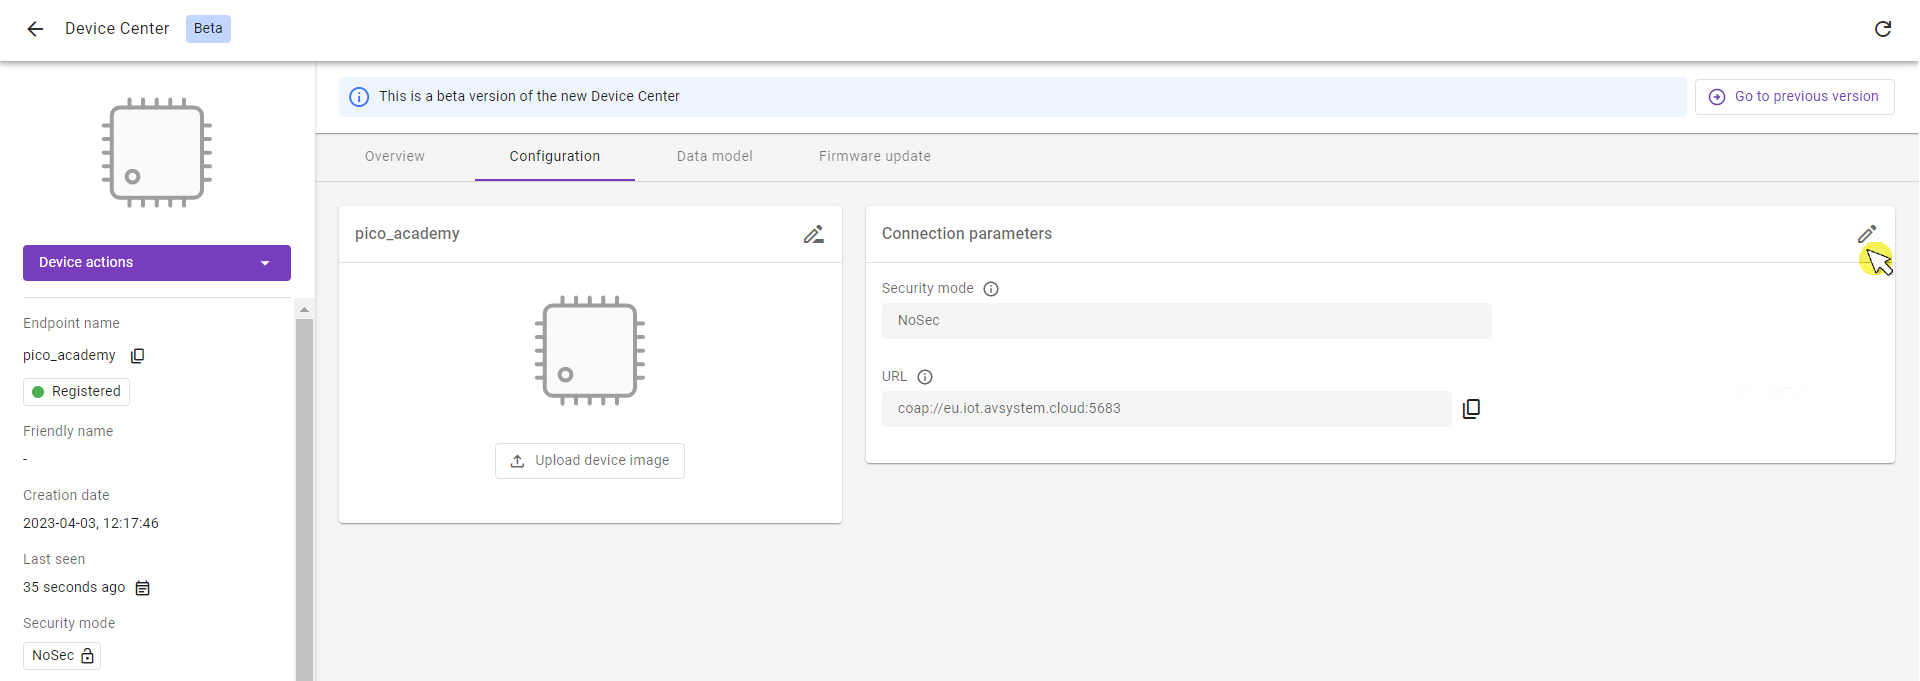 Device Center
Beta
This is a beta version of the new Device Center
Go to previous version
Overview
Configuration
Data model
Firmware update
Device actions
Endpoint name
pico_academy
Registered
Friendly name
-
Creation date
2023-04-03, 12:17:46
Last seen
35 seconds ago
Security mode
NoSec
pico_academy
Upload device image
Connection parameters
Security mode
NoSec
URL
coap://eu.iot.avsystem.cloud:5683